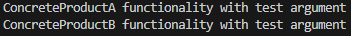 ConcreteProductA functionality with test argument
ConcreteProductB functionality with test argument